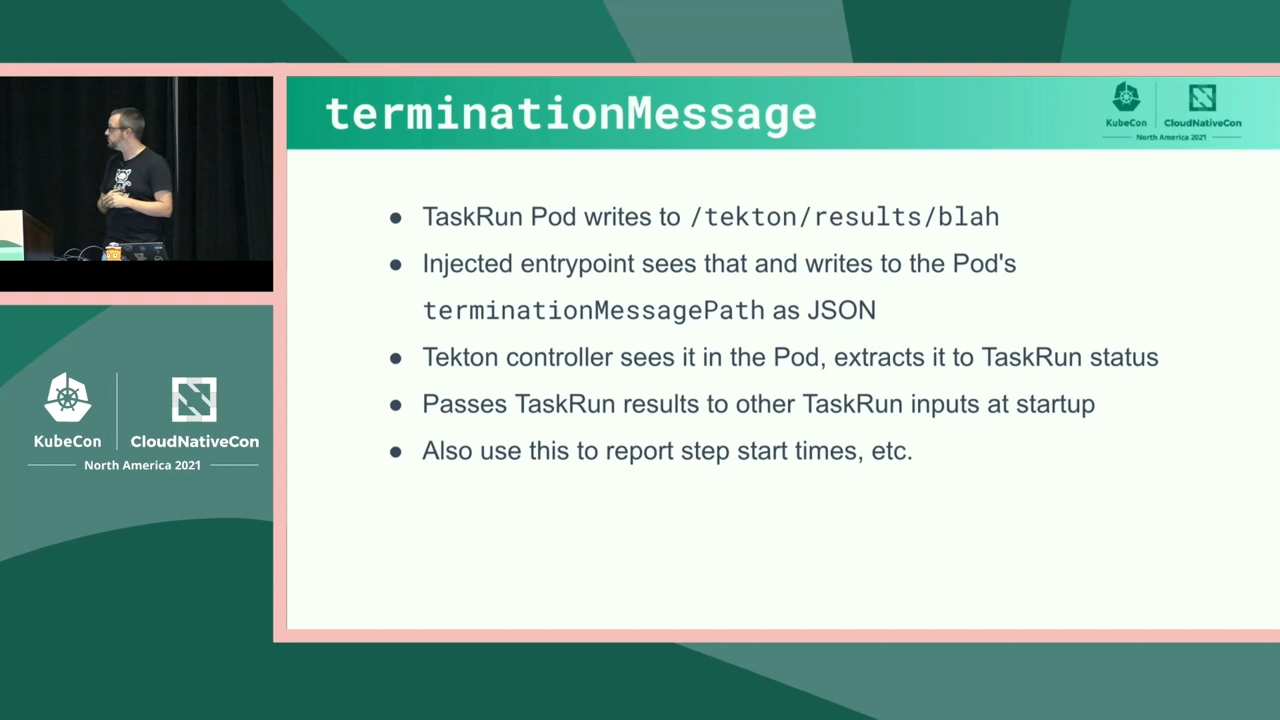 terminationMessage
KubeCon
CloudNativeCon
North America 2021
● TaskRun Pod writes to /tekton/results/blah
● Injected entrypoint sees that and writes to the Pod's
terminationMessagePath as JSON
● Tekton controller sees it in the Pod, extracts it to TaskRun status
● Passes TaskRun results to other TaskRun inputs at startup
● Also use this to report step start times, etc.
KubeCon
CloudNativeCon
North America 2021